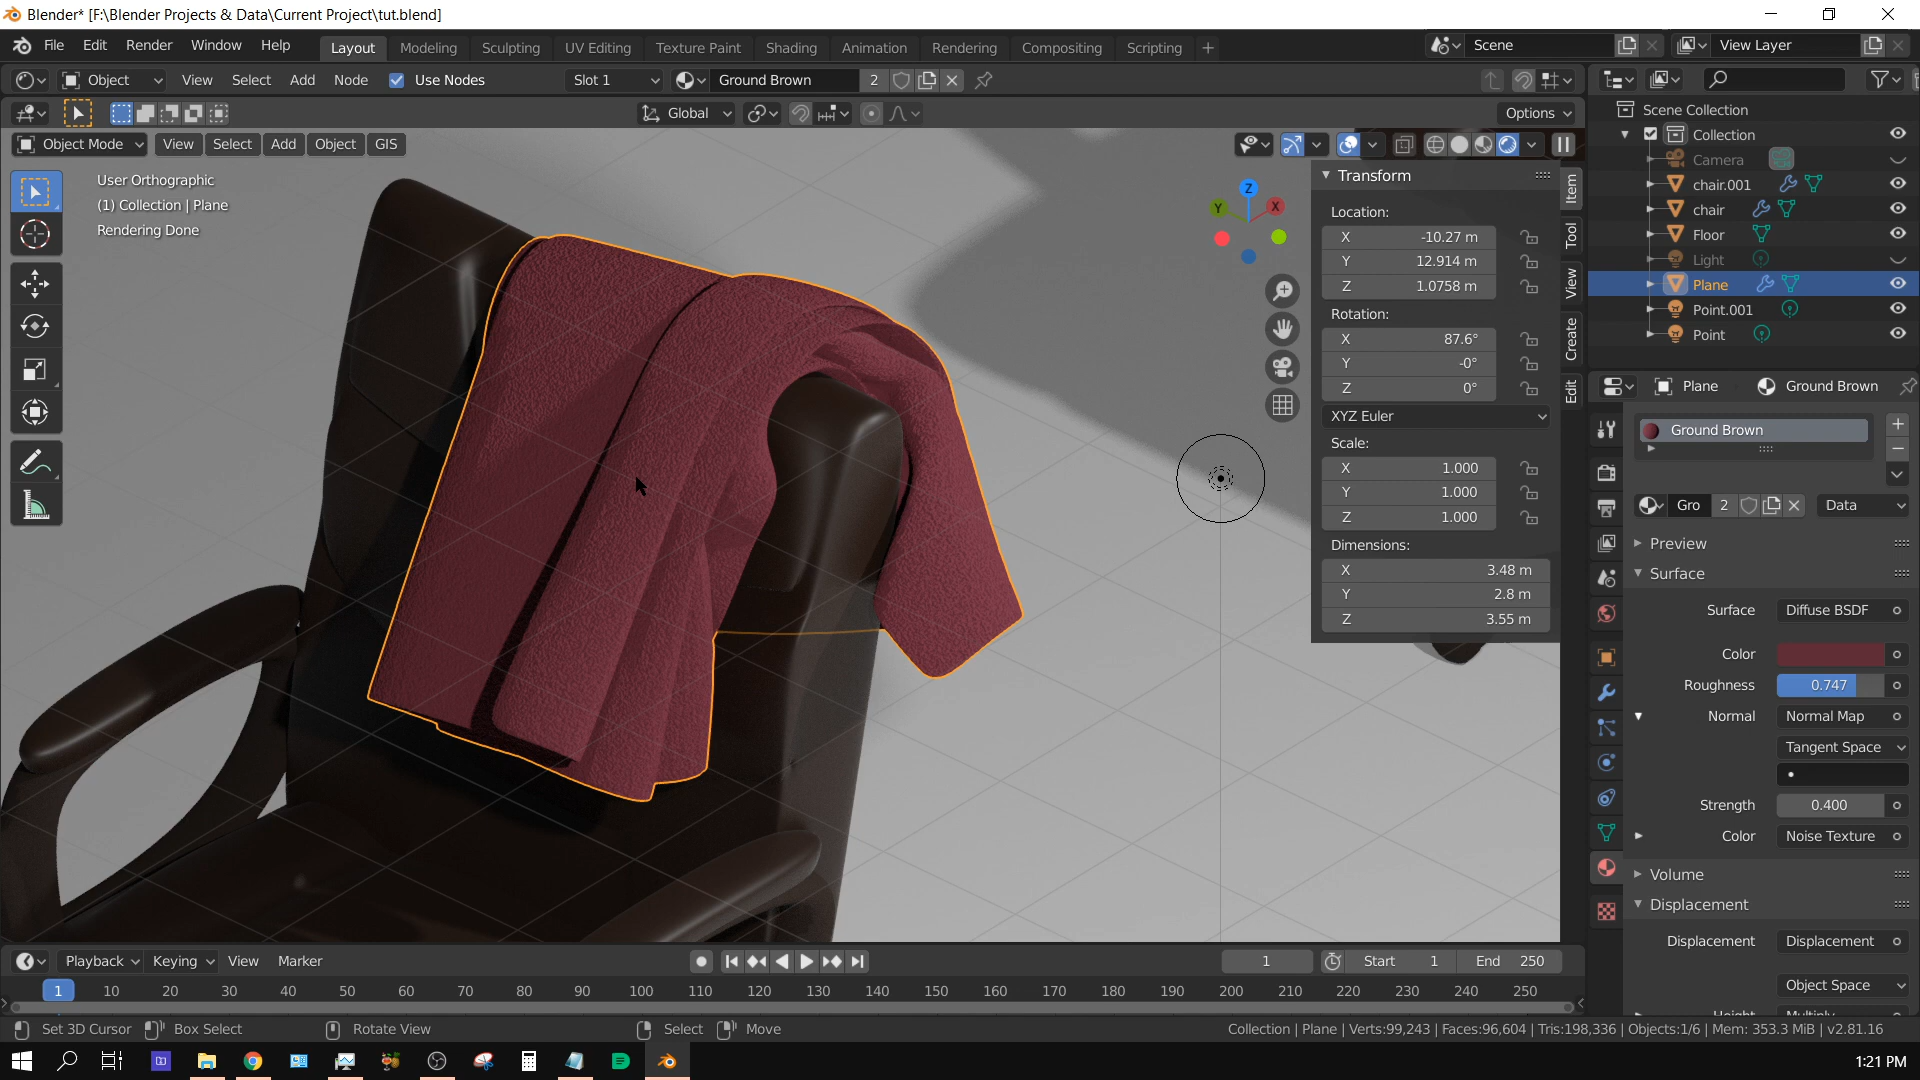 Blender* [F:\Blender Projects & Data\Current Project\tut.blend]
File Edit Render Window Help Layout Modeling Sculpting UV Editing Texture Paint Shading Animation Rendering Compositing Scripting + Scene View Layer
Object View Select Add Node Use Nodes Slot 1 Ground Brown 2
Global Options
Object Mode View Select Add Object GIS
User Orthographic
(1) Collection | Plane
Rendering Done
Z
Y X
Transform
Location:
X -10.27 m
Y 12.914 m
Z 1.0758 m
Rotation:
X 87.6°
Y -0°
Z 0°
XYZ Euler
Scale:
X 1.000
Y 1.000
Z 1.000
Dimensions:
X 3.48 m
Y 2.8 m
Z 3.55 m
Item
Tool
View
Create
Edit
Scene Collection
Collection
Camera
chair.001
chair
Floor
Light
Plane
Point.001
Point
Plane Ground Brown
Ground Brown
Gro 2 Data
Preview
Surface
Surface Diffuse BSDF
Color
Roughness 0.747
Normal Normal Map
Tangent Space
Strength 0.400
Color Noise Texture
Volume
Displacement
Displacement Displacement
Object Space
Height Multiply
Playback Keying View Marker 1 Start 1 End 250
1 10 20 30 40 50 60 70 80 90 100 110 120 130 140 150 160 170 180 190 200 210 220 230 240 250
Set 3D Cursor Box Select Rotate View Select Move Collection | Plane | Verts:99,243 | Faces:96,604 | Tris:198,336 | Objects:1/6 | Mem: 353.3 MiB | v2.81.16
1:21 PM